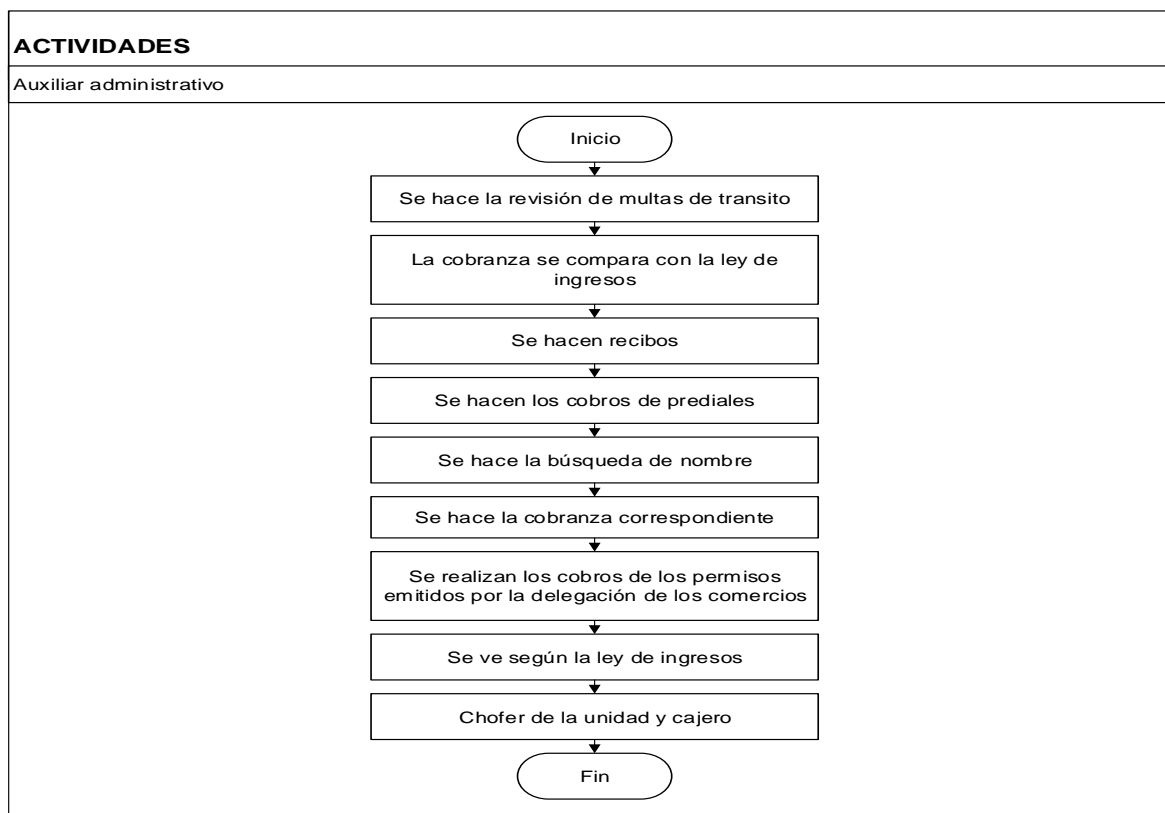 ACTIVIDADES
Auxiliar administrativo
Inicio
Se hace la revisión de multas de transito
La cobranza se compara con la ley de
ingresos
Se hacen recibos
Se hacen los cobros de prediales
Se hace la búsqueda de nombre
Se hace la cobranza correspondiente
Se realizan los cobros de los permisos
emitidos por la delegación de los comercios
Se ve según la ley de ingresos
Chofer de la unidad y cajero
Fin